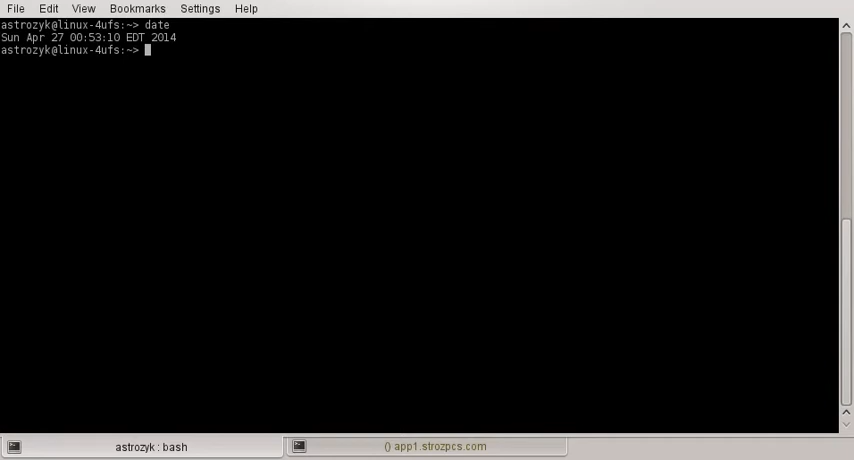 File Edit View Bookmarks Settings Help
astrozyk@linux-4ufs:~> date
Sun Apr 27 00:53:10 EDT 2014
astrozyk@linux-4ufs:~>
astrozyk : bash
() app1.strozpcs.com